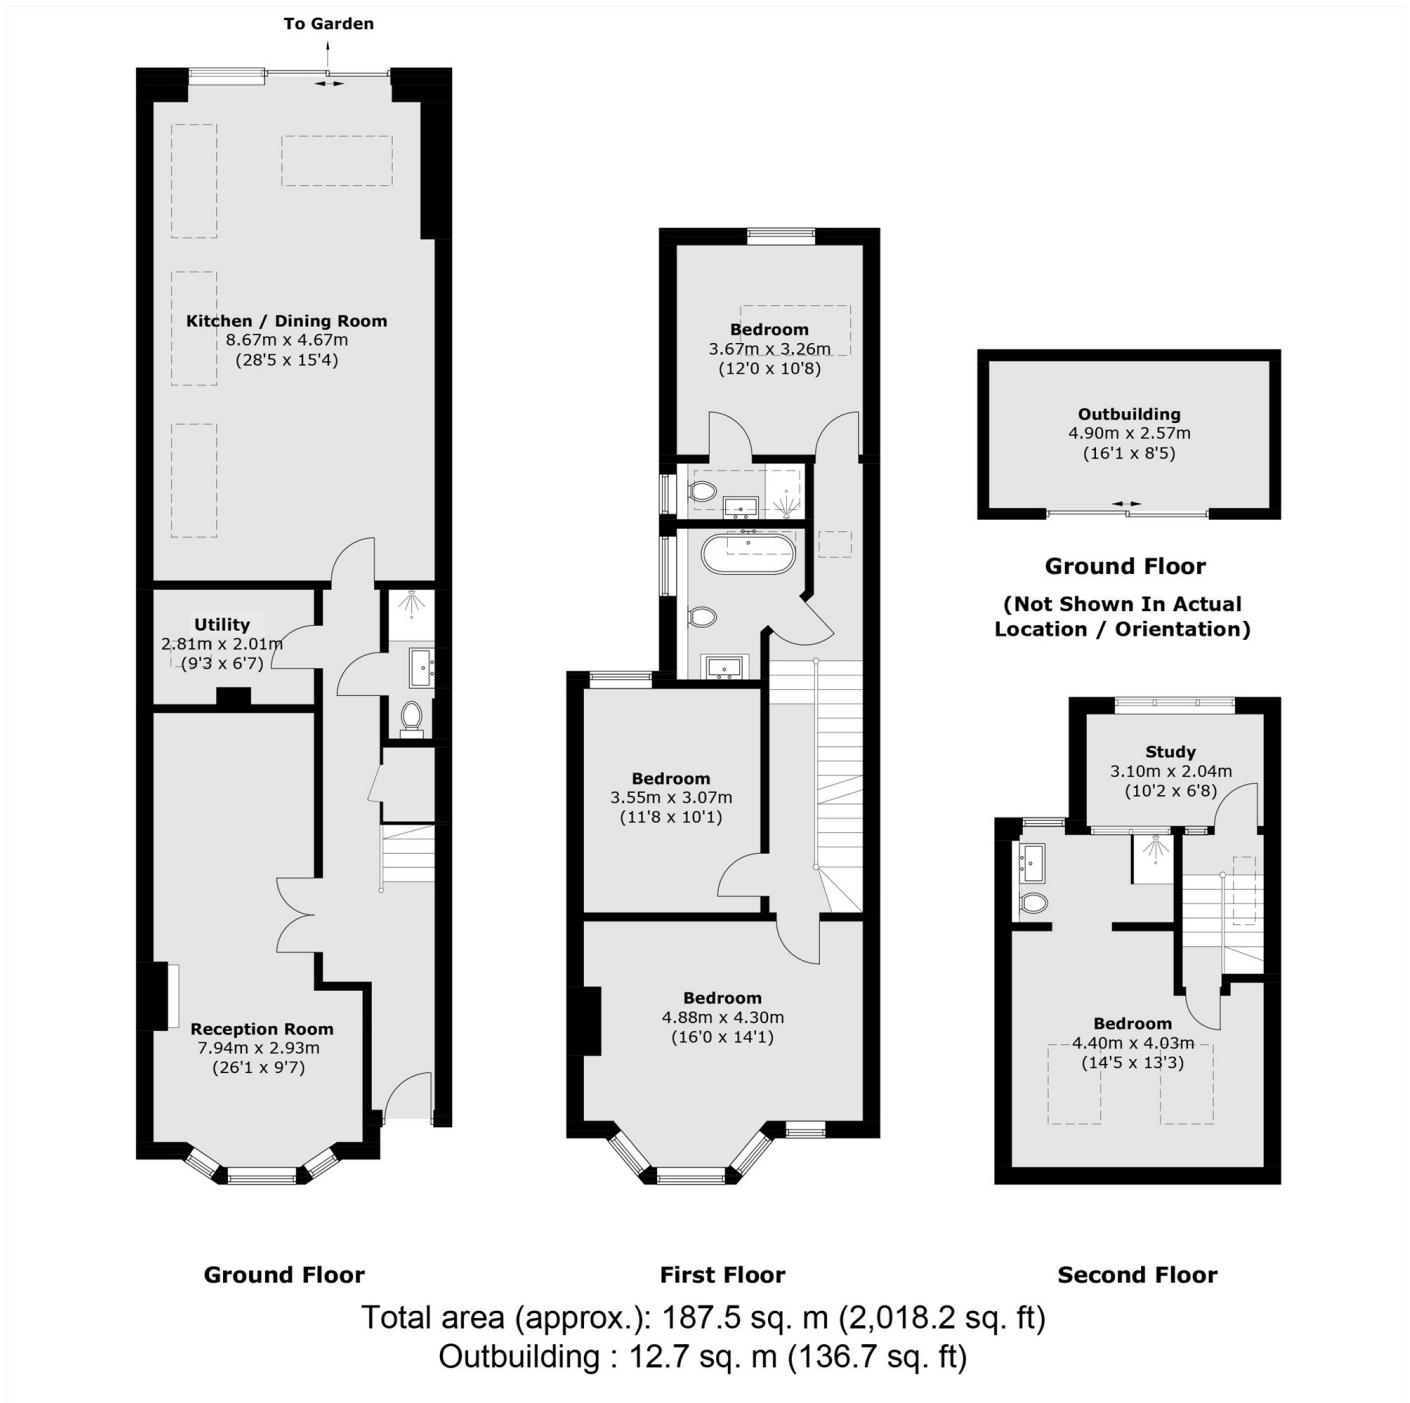 To Garden
Kitchen / Dining Room
8.67m x 4.67m
(28'5 x 15'4)
Utility
2.81m x 2.01m
(9'3 x 6'7)
Reception Room
7.94m x 2.93m
(26'1 x 9'7)
Ground Floor
Bedroom
3.67m x 3.26m
(12'0 x 10'8)
Bedroom
3.55m x 3.07m
(11'8 x 10'1)
Bedroom
4.88m x 4.30m
(16'0 x 14'1)
First Floor
Outbuilding
4.90m x 2.57m
(16'1 x 8'5)
Ground Floor
(Not Shown In Actual
Location / Orientation)
Study
3.10m x 2.04m
(10'2 x 6'8)
Bedroom
4.40m x 4.03m
(14'5 x 13'3)
Second Floor
Total area (approx.): 187.5 sq. m (2,018.2 sq. ft)
Outbuilding : 12.7 sq. m (136.7 sq. ft)